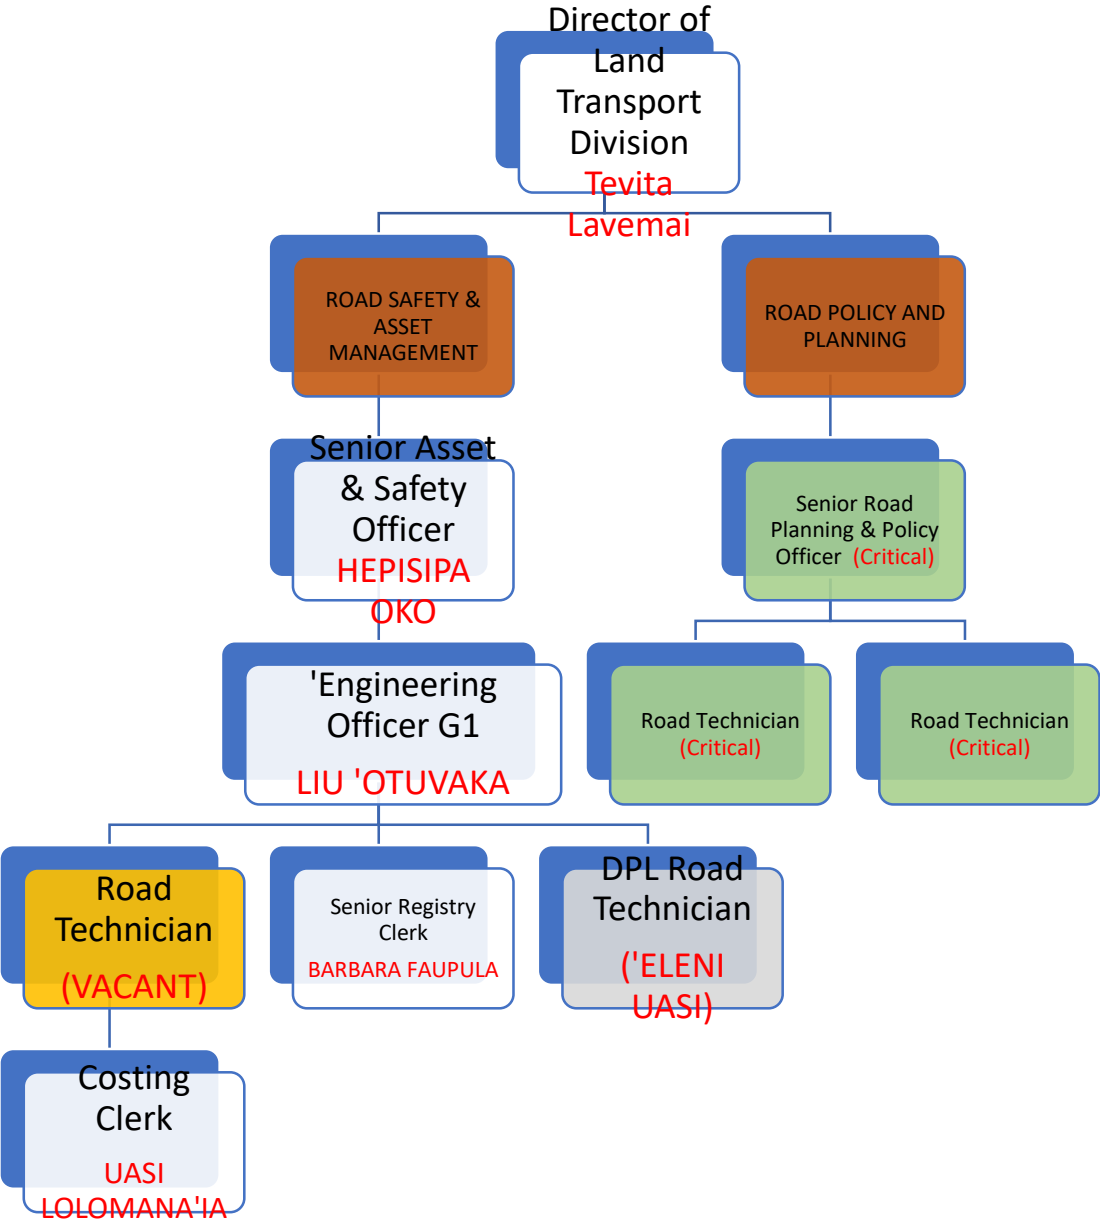 Director of
Land
Transport
Division
Tevita
Lavemai
ROAD SAFETY &
ASSET
MANAGEMENT
ROAD POLICY AND
PLANNING
Senior Asset
& Safety
Officer
HEPISIPA
OKO
Senior Road
Planning & Policy
Officer (Critical)
'Engineering
Officer G1
LIU 'OTUVAKA
Road Technician
(Critical)
Road Technician
(Critical)
Road
Technician
(VACANT)
Senior Registry
Clerk
BARBARA FAUPULA
DPL Road
Technician
('ELENI
UASI)
Costing
Clerk
UASI
LOLOMANA'IA